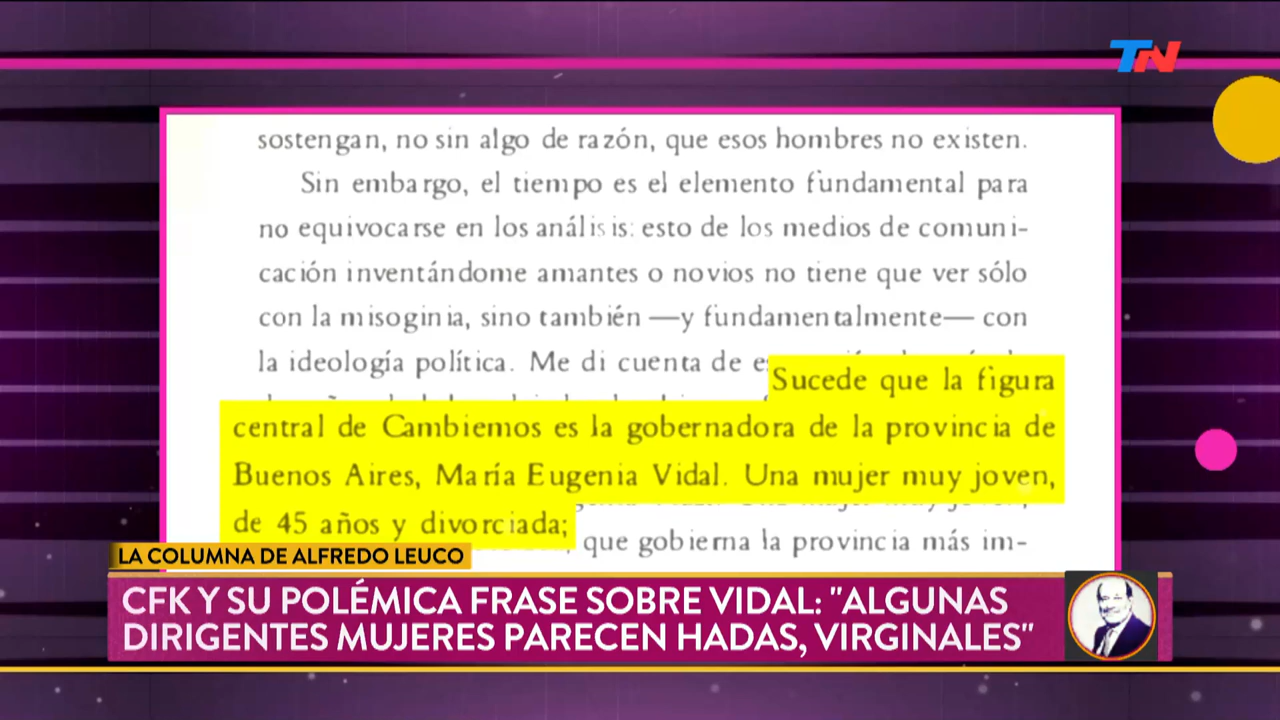 TN
sostengan, no sin algo de razón, que esos hombres no existen.
Sin embargo, el tiempo es el elemento fundamental para
no equivocarse en los análisis: esto de los medios de comuni-
cación inventándome amantes o novios no tiene que ver sólo
con la misoginia, sino también —y fundamentalmente— con
la ideología política. Me di cuenta de
Sucede que la figura
central de Cambiemos es la gobernadora de la provincia de
Buenos Aires, María Eugenia Vidal. Una mujer muy joven,
de 45 años y divorciada;
que gobierna la provincia más im-
LA COLUMNA DE ALFREDO LEUCO
CFK Y SU POLÉMICA FRASE SOBRE VIDAL: "ALGUNAS
DIRIGENTES MUJERES PARECEN HADAS, VIRGINALES"